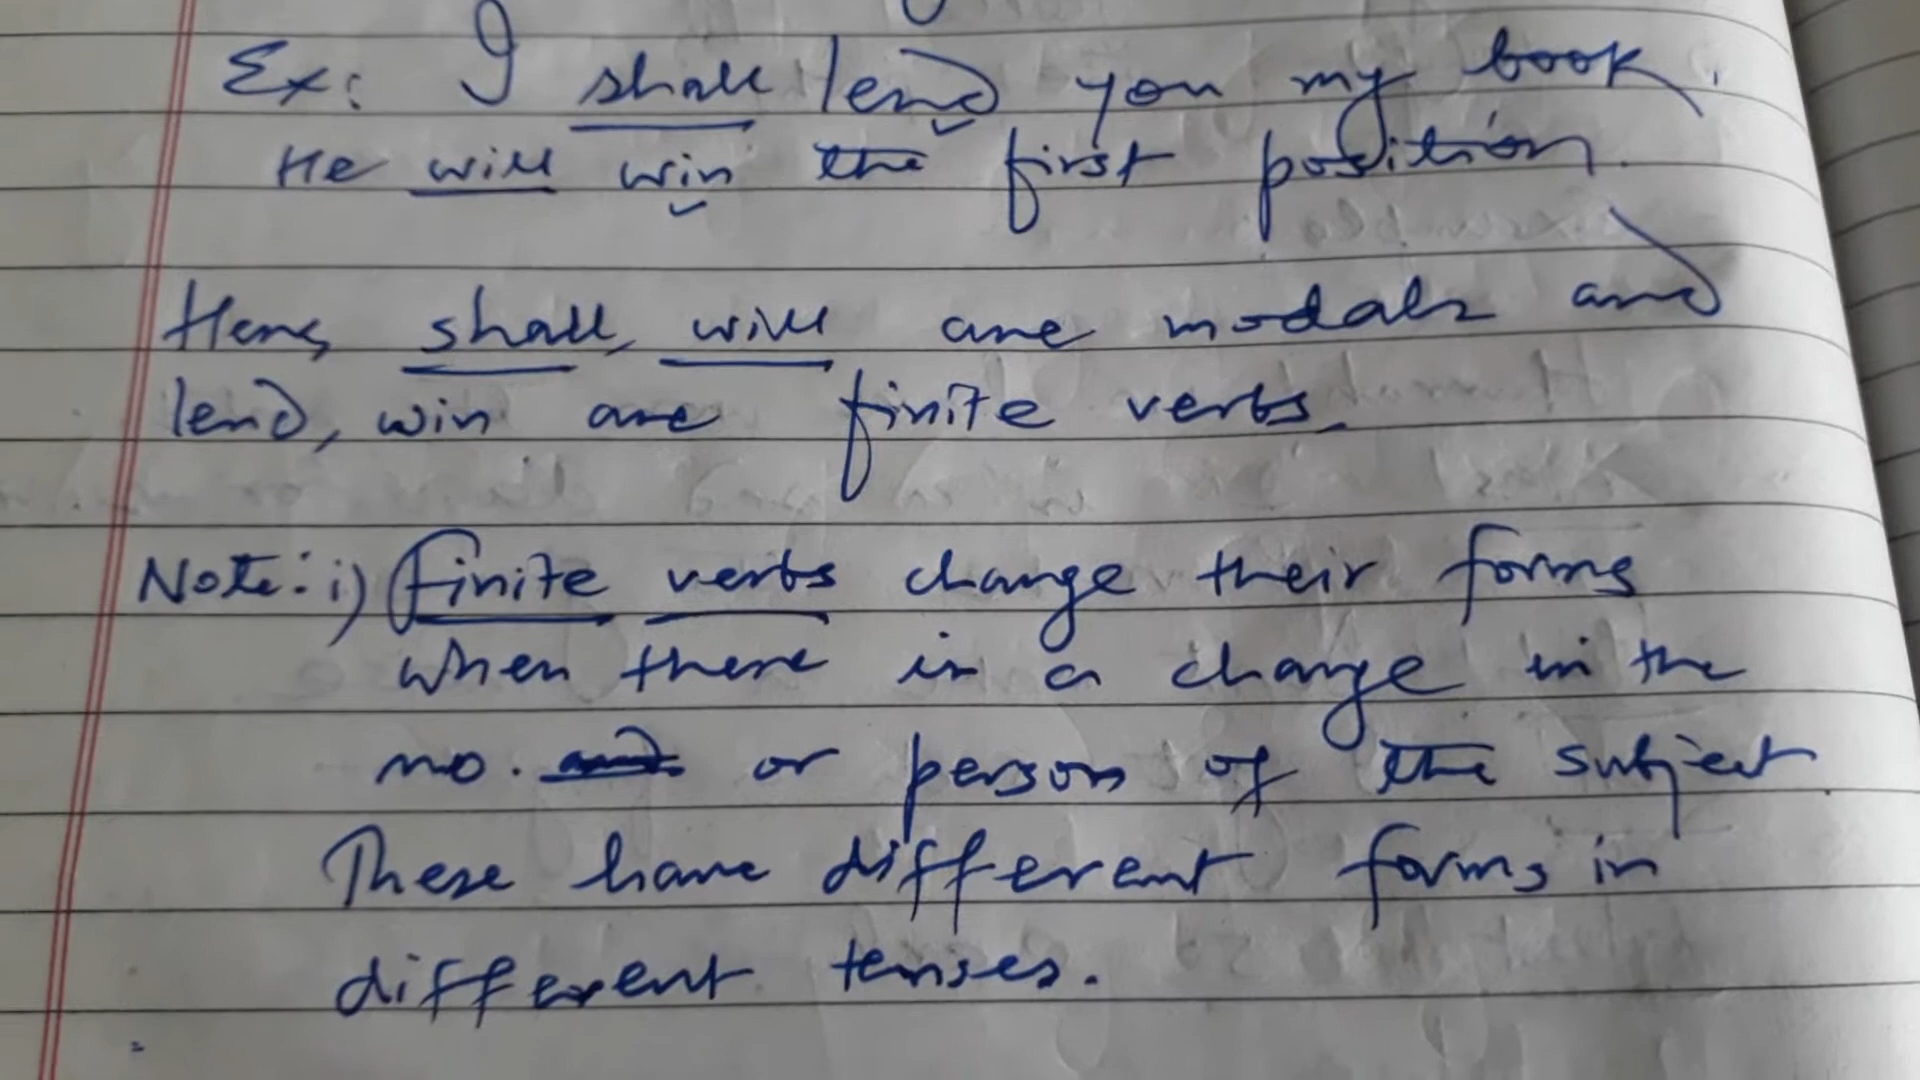 Ex: I shall lend you my book.
He will win the first position.
Here, shall, will are modals and
lend, win are finite verbs.
Note: i) Finite verbs change their forms
when there is a change in the
no. or person of the subject.
These have different forms in
different tenses.